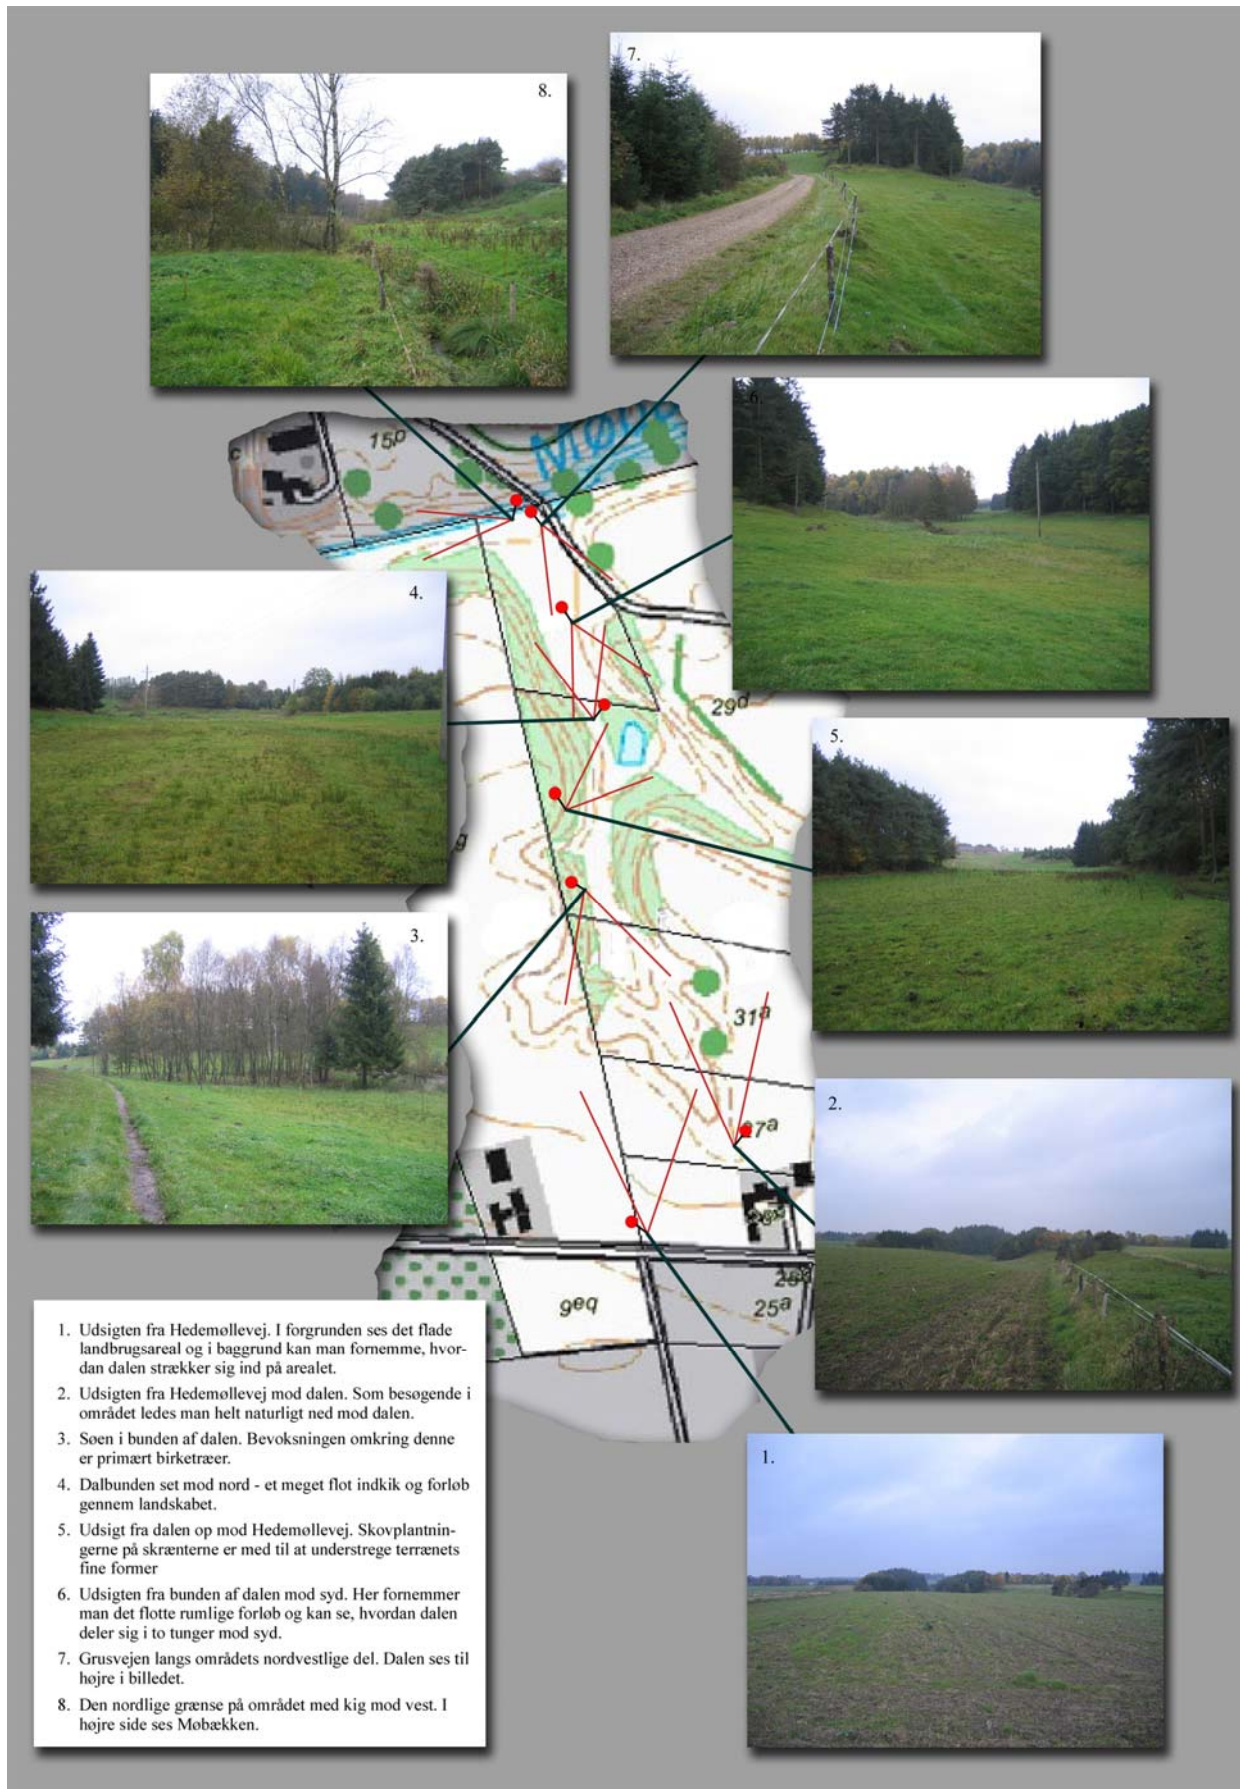 8.
7.
6.
4.
5.
3.
2.
1.
c
15p
MØB
29d
g
31a
27a
9eq
25a
1. Udsigten fra Hedemøllevej. I forgrunden ses det flade
landbrugsareal og i baggrund kan man fornemme, hvor-
dan dalen strækker sig ind på arealet.
2. Udsigten fra Hedemøllevej mod dalen. Som besøgende i
området ledes man helt naturligt ned mod dalen.
3. Søen i bunden af dalen. Bevoksningen omkring denne
er primært birketræer.
4. Dalbunden set mod nord - et meget flot indkik og forløb
gennem landskabet.
5. Udsigt fra dalen op mod Hedemøllevej. Skovplantnin-
gerne på skrænterne er med til at understrege terrænets
fine former
6. Udsigten fra bunden af dalen mod syd. Her fornemmer
man det flotte rumlige forløb og kan se, hvordan dalen
deler sig i to tunger mod syd.
7. Grusvejen langs områdets nordvestlige del. Dalen ses til
højre i billedet.
8. Den nordlige grænse på området med kig mod vest. I
højre side ses Møbækken.